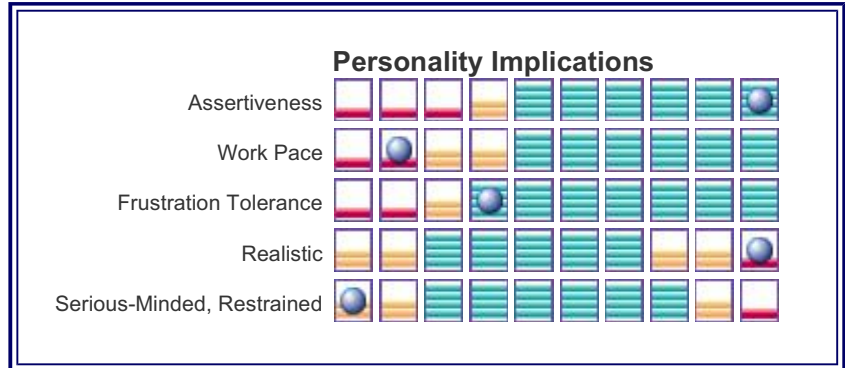 Personality Implications
Assertiveness
Work Pace
Frustration Tolerance
Realistic
Serious-Minded, Restrained